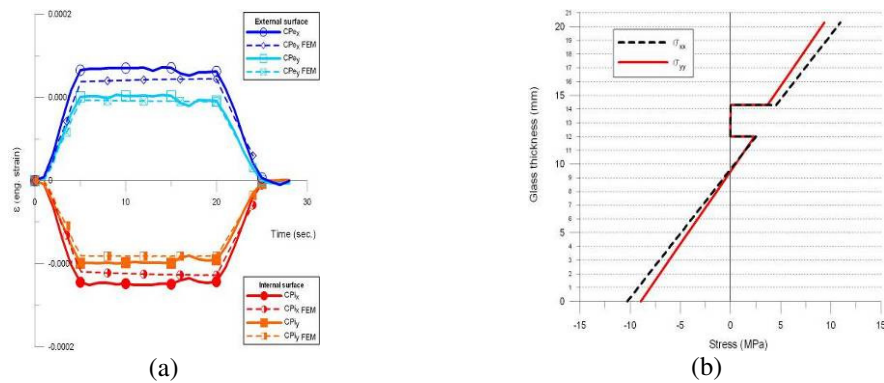 0.0002
0.0001
0
-0.0001
-0.0002
ε (eng. strain)
0
10
20
30
Time (sec.)
External surface
CPex
CPex FEM
CPey
CPey FEM
Internal surface
CPix
CPix FEM
CPiy
CPiy FEM
(a)
21
20
19
18
17
16
15
14
13
12
11
10
9
8
7
6
5
4
3
2
1
0
Glass thickness (mm)
σxx
σyy
-15
-10
-5
0
5
10
15
Stress (MPa)
(b)